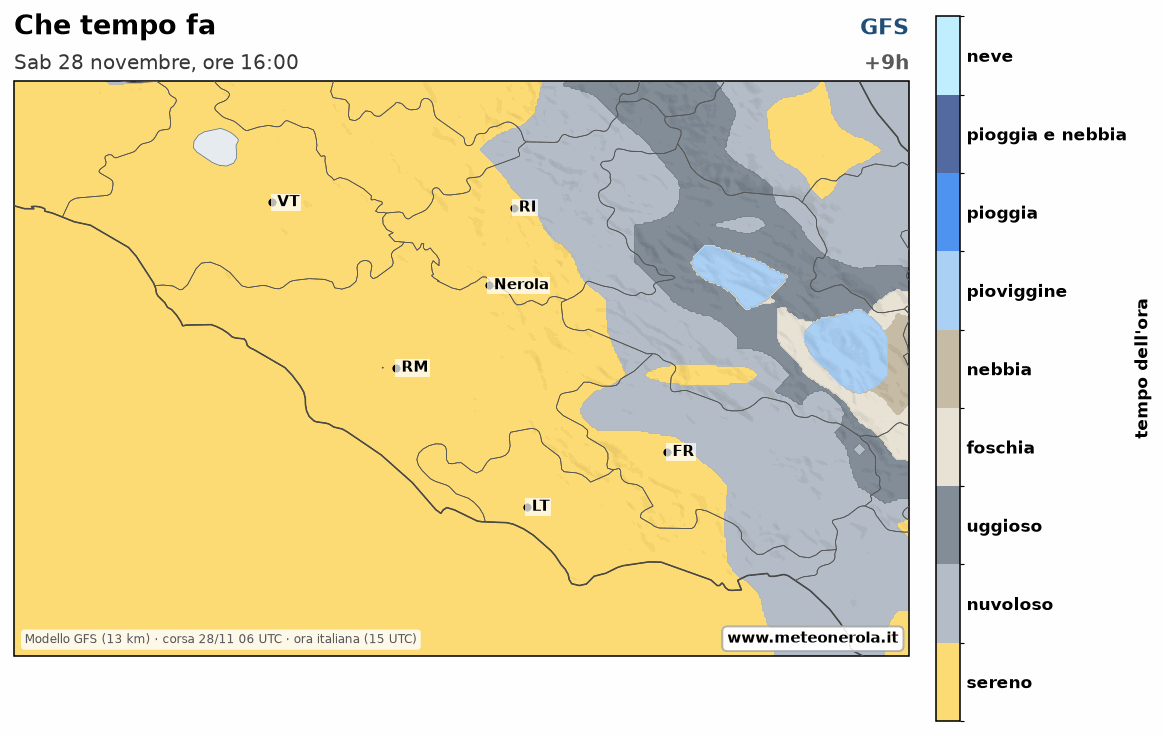 Che tempo fa
GFS
Sab 28 novembre, ore 16:00
+9h
neve
pioggia e nebbia
pioggia
pioviggine
nebbia
foschia
uggioso
nuvoloso
sereno
tempo dell'ora
VT
RI
Nerola
RM
FR
LT
Modello GFS (13 km) · corsa 28/11 06 UTC · ora italiana (15 UTC)
www.meteonerola.it